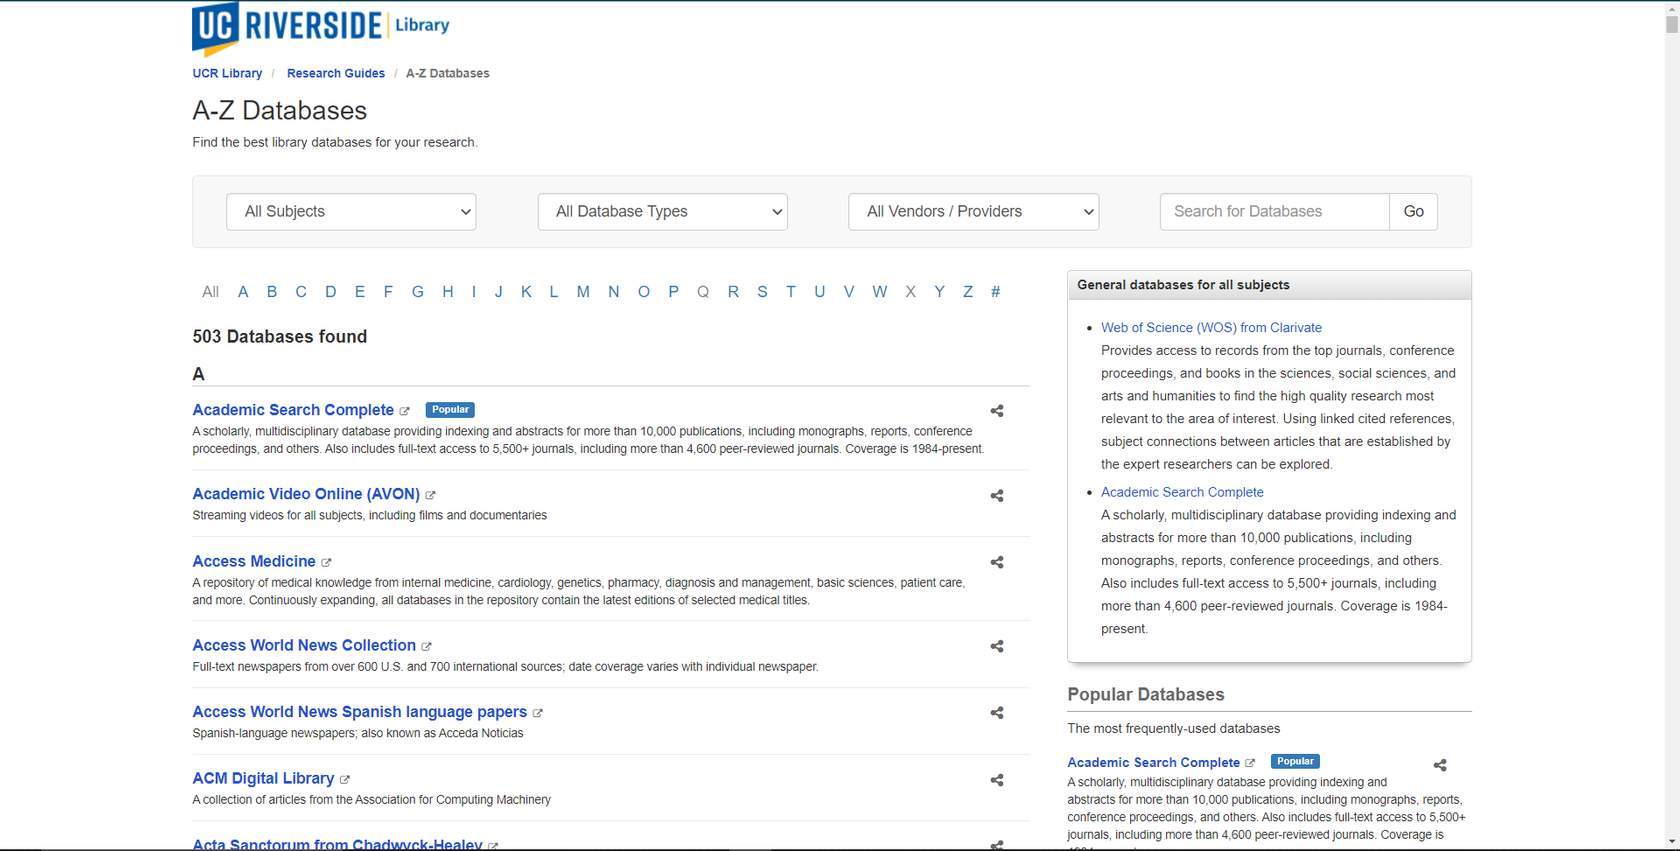 UC RIVERSIDE Library
UCR Library / Research Guides / A-Z Databases
A-Z Databases
Find the best library databases for your research.
All Subjects
All Database Types
All Vendors / Providers
Search for Databases
Go
All A B C D E F G H I J K L M N O P Q R S T U V W X Y Z #
503 Databases found
A
Academic Search Complete Popular
A scholarly, multidisciplinary database providing indexing and abstracts for more than 10,000 publications, including monographs, reports, conference
proceedings, and others. Also includes full-text access to 5,500+ journals, including more than 4,600 peer-reviewed journals. Coverage is 1984-present.
Academic Video Online (AVON)
Streaming videos for all subjects, including films and documentaries
Access Medicine
A repository of medical knowledge from internal medicine, cardiology, genetics, pharmacy, diagnosis and management, basic sciences, patient care,
and more. Continuously expanding, all databases in the repository contain the latest editions of selected medical titles.
Access World News Collection
Full-text newspapers from over 600 U.S. and 700 international sources; date coverage varies with individual newspaper.
Access World News Spanish language papers
Spanish-language newspapers; also known as Acceda Noticias
ACM Digital Library
A collection of articles from the Association for Computing Machinery
Acta Sanctorum from Chadwyck-Healey
General databases for all subjects
• Web of Science (WOS) from Clarivate
Provides access to records from the top journals, conference
proceedings, and books in the sciences, social sciences, and
arts and humanities to find the high quality research most
relevant to the area of interest. Using linked cited references,
subject connections between articles that are established by
the expert researchers can be explored.
• Academic Search Complete
A scholarly, multidisciplinary database providing indexing and
abstracts for more than 10,000 publications, including
monographs, reports, conference proceedings, and others.
Also includes full-text access to 5,500+ journals, including
more than 4,600 peer-reviewed journals. Coverage is 1984-
present.
Popular Databases
The most frequently-used databases
Academic Search Complete Popular
A scholarly, multidisciplinary database providing indexing and
abstracts for more than 10,000 publications, including monographs, reports,
conference proceedings, and others. Also includes full-text access to 5,500+
journals, including more than 4,600 peer-reviewed journals. Coverage is